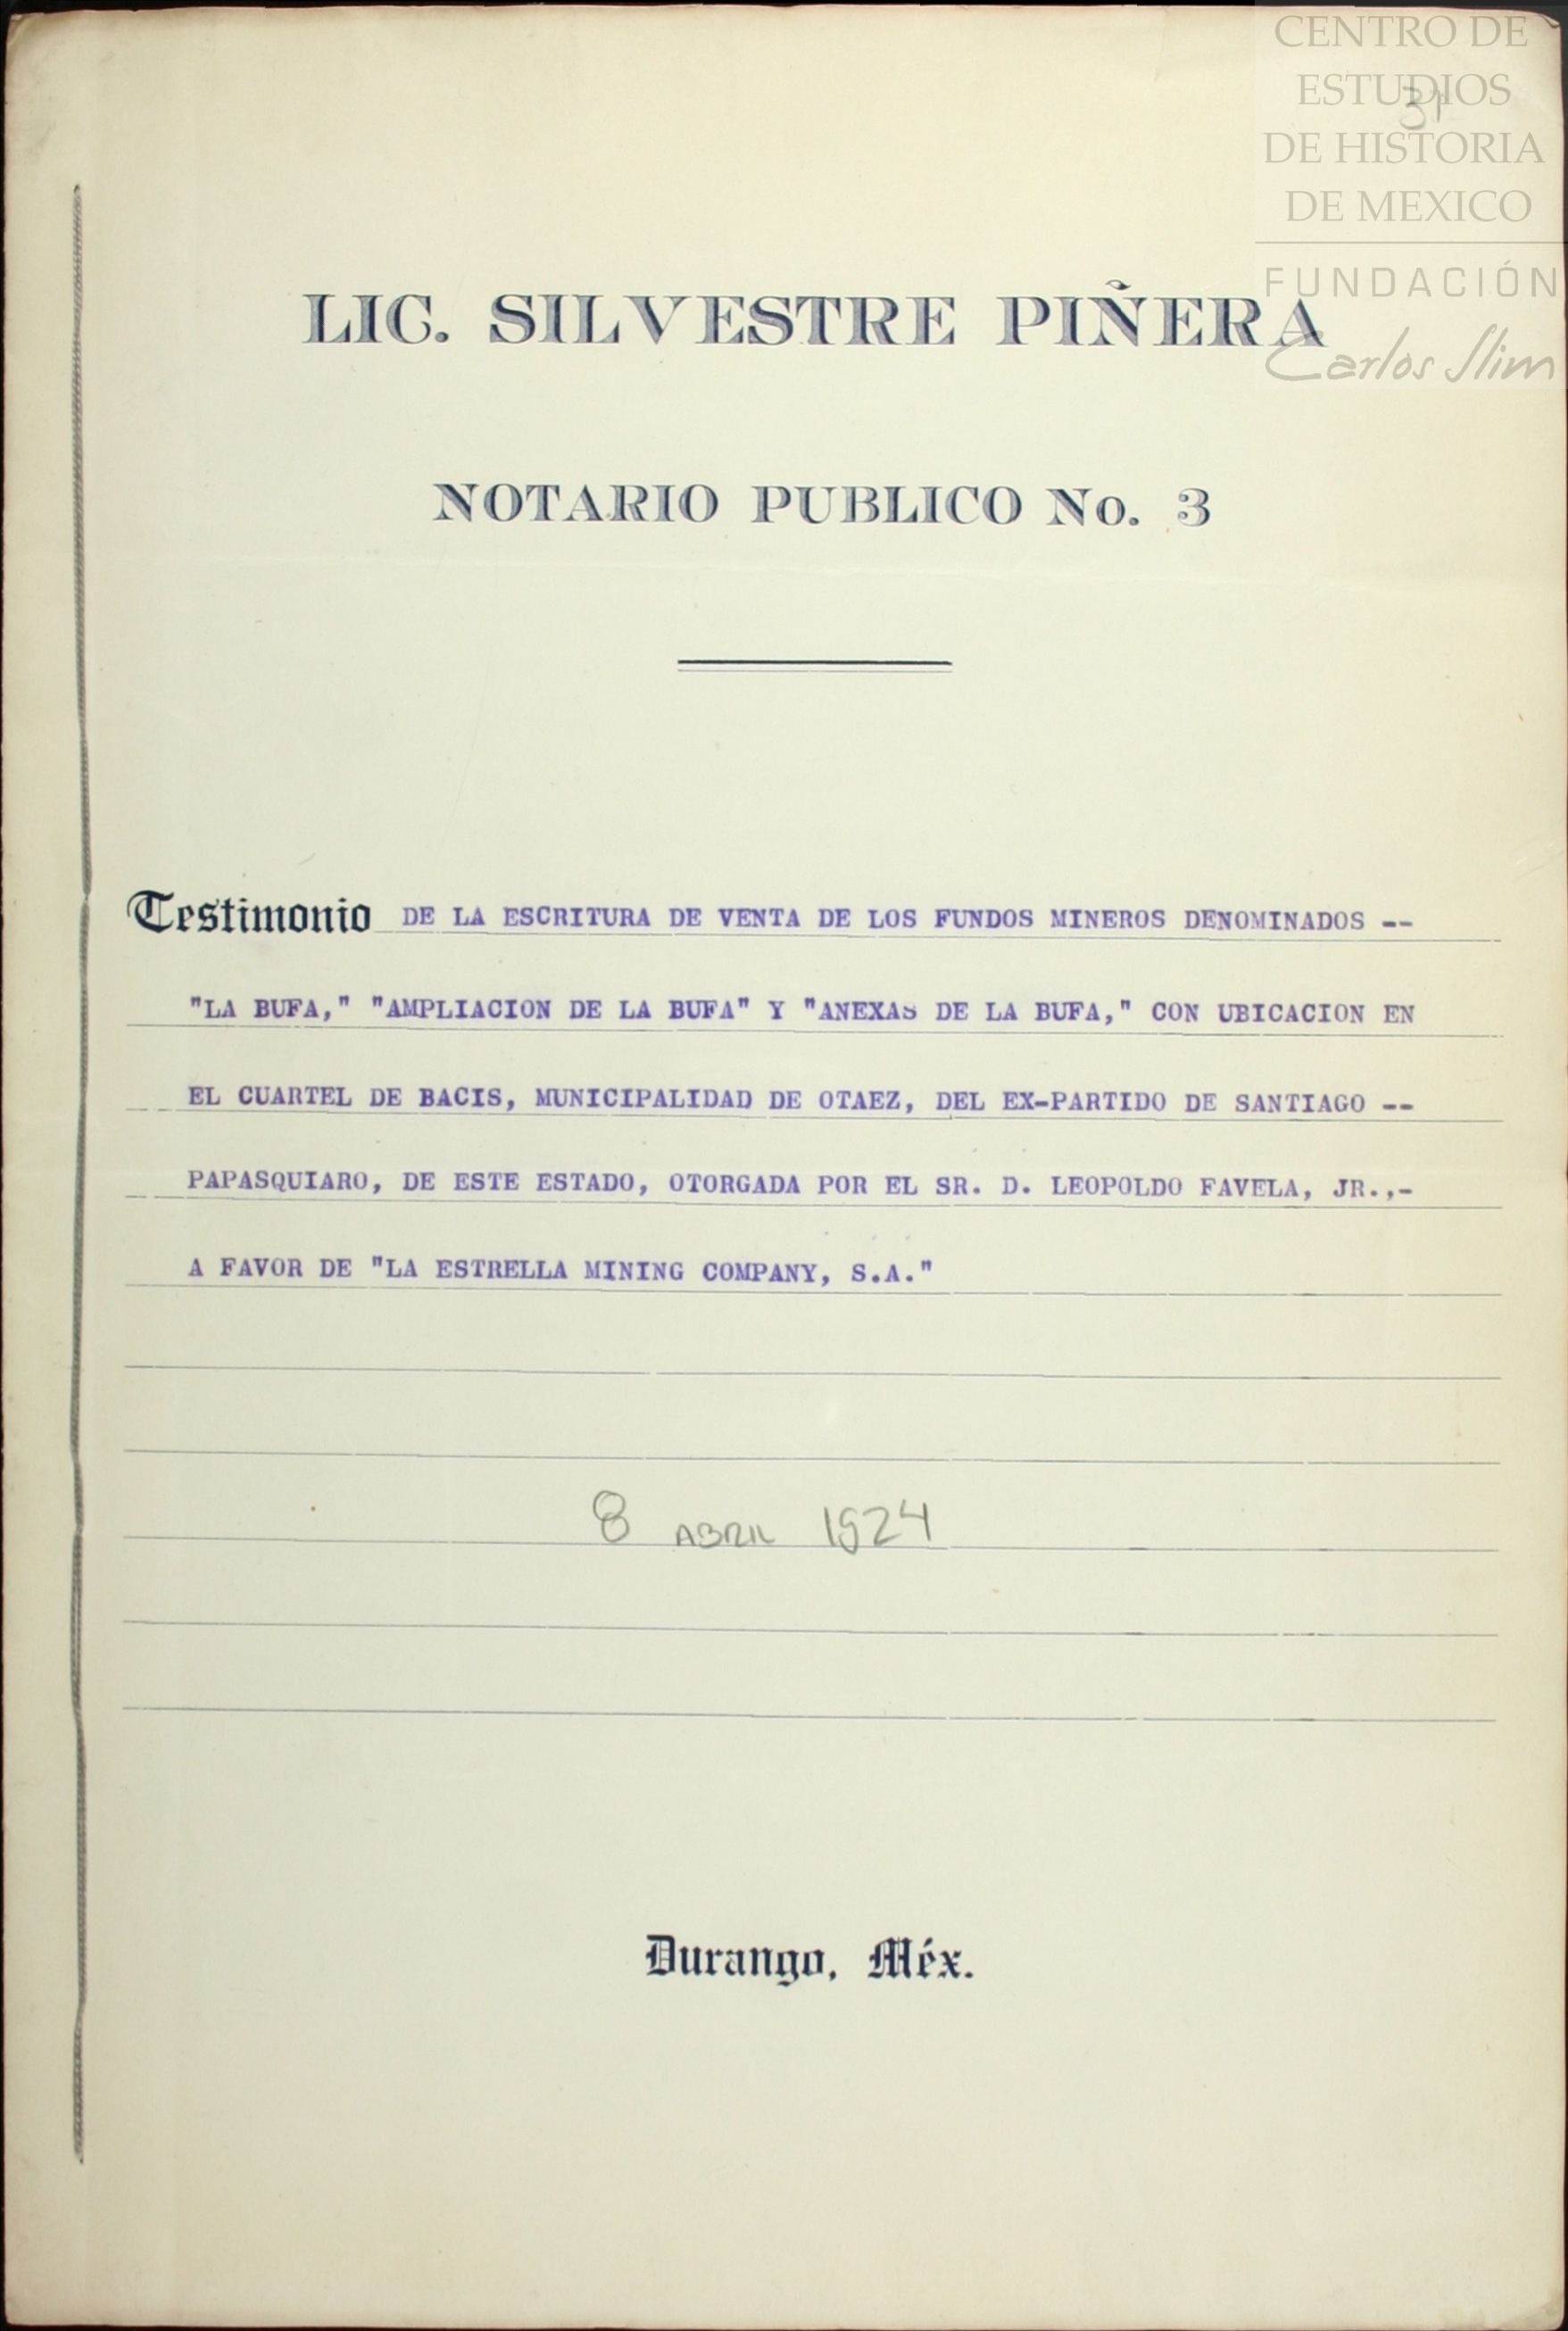 CENTRO DE
ESTUDIOS
DE HISTORIA
DE MEXICO
FUNDACIÓN
Carlos Slim
31
LIC. SILVESTRE PIÑERA
NOTARIO PUBLICO No. 3
Testimonio DE LA ESCRITURA DE VENTA DE LOS FUNDOS MINEROS DENOMINADOS --
"LA BUFA," "AMPLIACION DE LA BUFA" Y "ANEXAS DE LA BUFA," CON UBICACION EN
EL CUARTEL DE BACIS, MUNICIPALIDAD DE OTAEZ, DEL EX-PARTIDO DE SANTIAGO --
PAPASQUIARO, DE ESTE ESTADO, OTORGADA POR EL SR. D. LEOPOLDO FAVELA, JR.,-
A FAVOR DE "LA ESTRELLA MINING COMPANY, S.A."
8 ABRIL 1924
Durango, Méx.